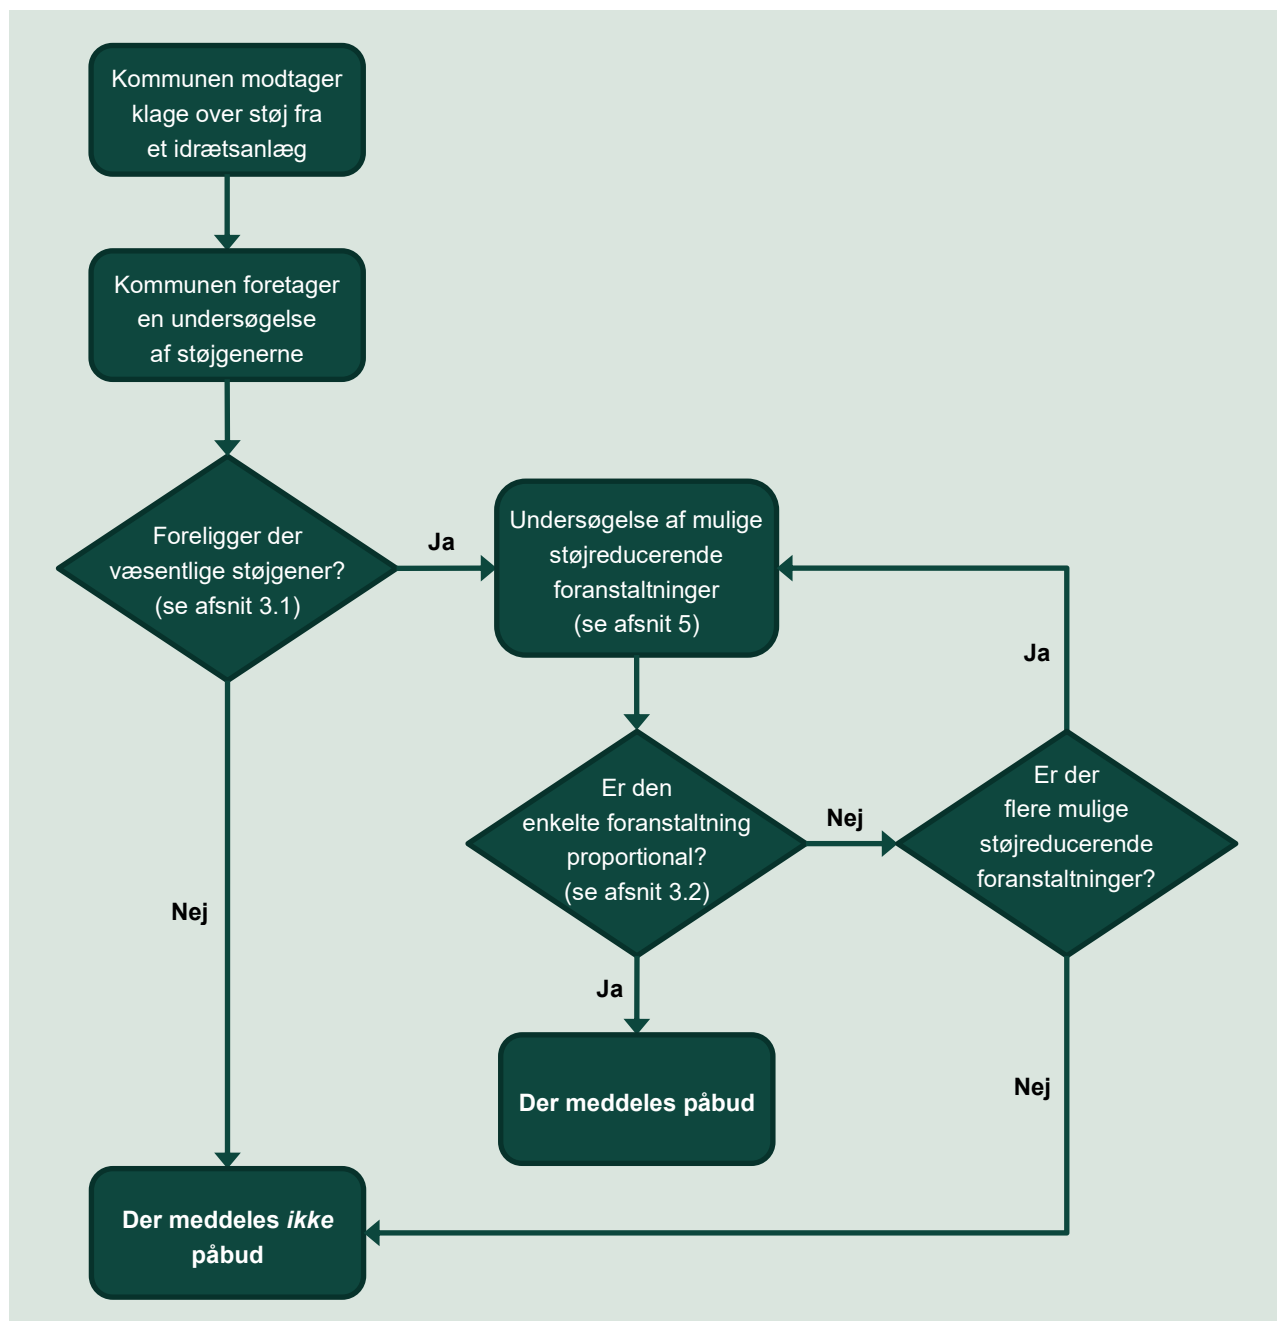 Kommunen modtager
klage over støj fra
et idrætsanlæg
Kommunen foretager
en undersøgelse
af støjgenerne
Foreligger der
væsentlige støjgener?
(se afsnit 3.1)
Ja
Undersøgelse af mulige
støjreducerende
foranstaltninger
(se afsnit 5)
Ja
Er den
enkelte foranstaltning
proportional?
(se afsnit 3.2)
Nej
Er der
flere mulige
støjreducerende
foranstaltninger?
Nej
Ja
Der meddeles påbud
Nej
Der meddeles ikke
påbud